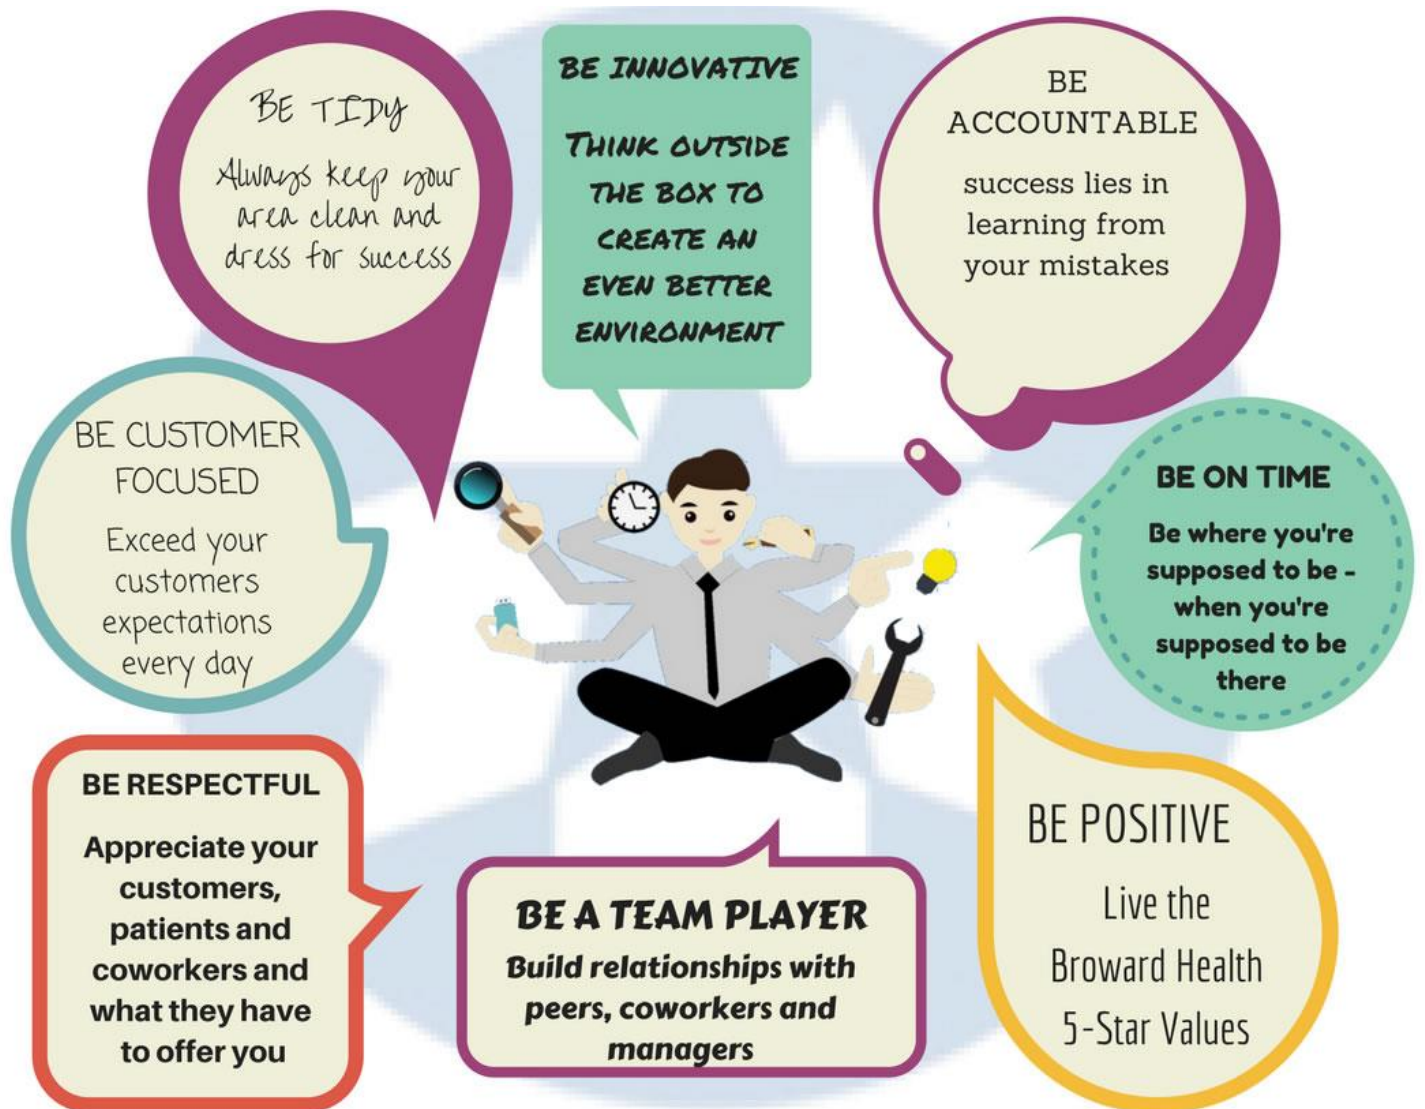 BE TIDY
Always keep your
area clean and
dress for success
BE INNOVATIVE
THINK OUTSIDE
THE BOX TO
CREATE AN
EVEN BETTER
ENVIRONMENT
BE
ACCOUNTABLE
success lies in
learning from
your mistakes
BE CUSTOMER
FOCUSED
Exceed your
customers
expectations
every day
BE ON TIME
Be where you're
supposed to be -
when you're
supposed to be
there
BE RESPECTFUL
Appreciate your
customers,
patients and
coworkers and
what they have
to offer you
BE A TEAM PLAYER
Build relationships with
peers, coworkers and
managers
BE POSITIVE
Live the
Broward Health
5-Star Values